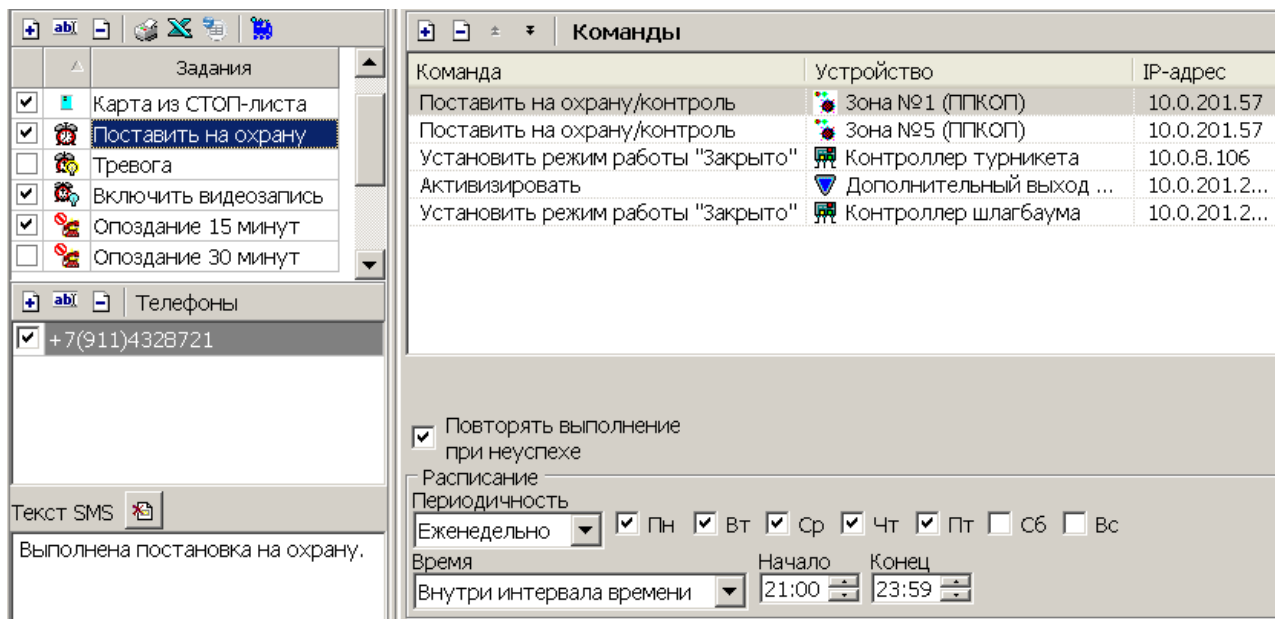 Задания
Карта из СТОП-листа
Поставить на охрану
Тревога
Включить видеозапись
Опоздание 15 минут
Опоздание 30 минут
Телефоны
+7(911)4328721
Текст SMS
Выполнена постановка на охрану.
Команды
Команда Устройство IP-адрес
Поставить на охрану/контроль Зона №1 (ППКОП) 10.0.201.57
Поставить на охрану/контроль Зона №5 (ППКОП) 10.0.201.57
Установить режим работы "Закрыто" Контроллер турникета 10.0.8.106
Активизировать Дополнительный выход ... 10.0.201.2...
Установить режим работы "Закрыто" Контроллер шлагбаума 10.0.201.2...
Повторять выполнение
при неуспехе
Расписание
Периодичность
Еженедельно Пн Вт Ср Чт Пт Сб Вс
Время Начало Конец
Внутри интервала времени 21:00 23:59